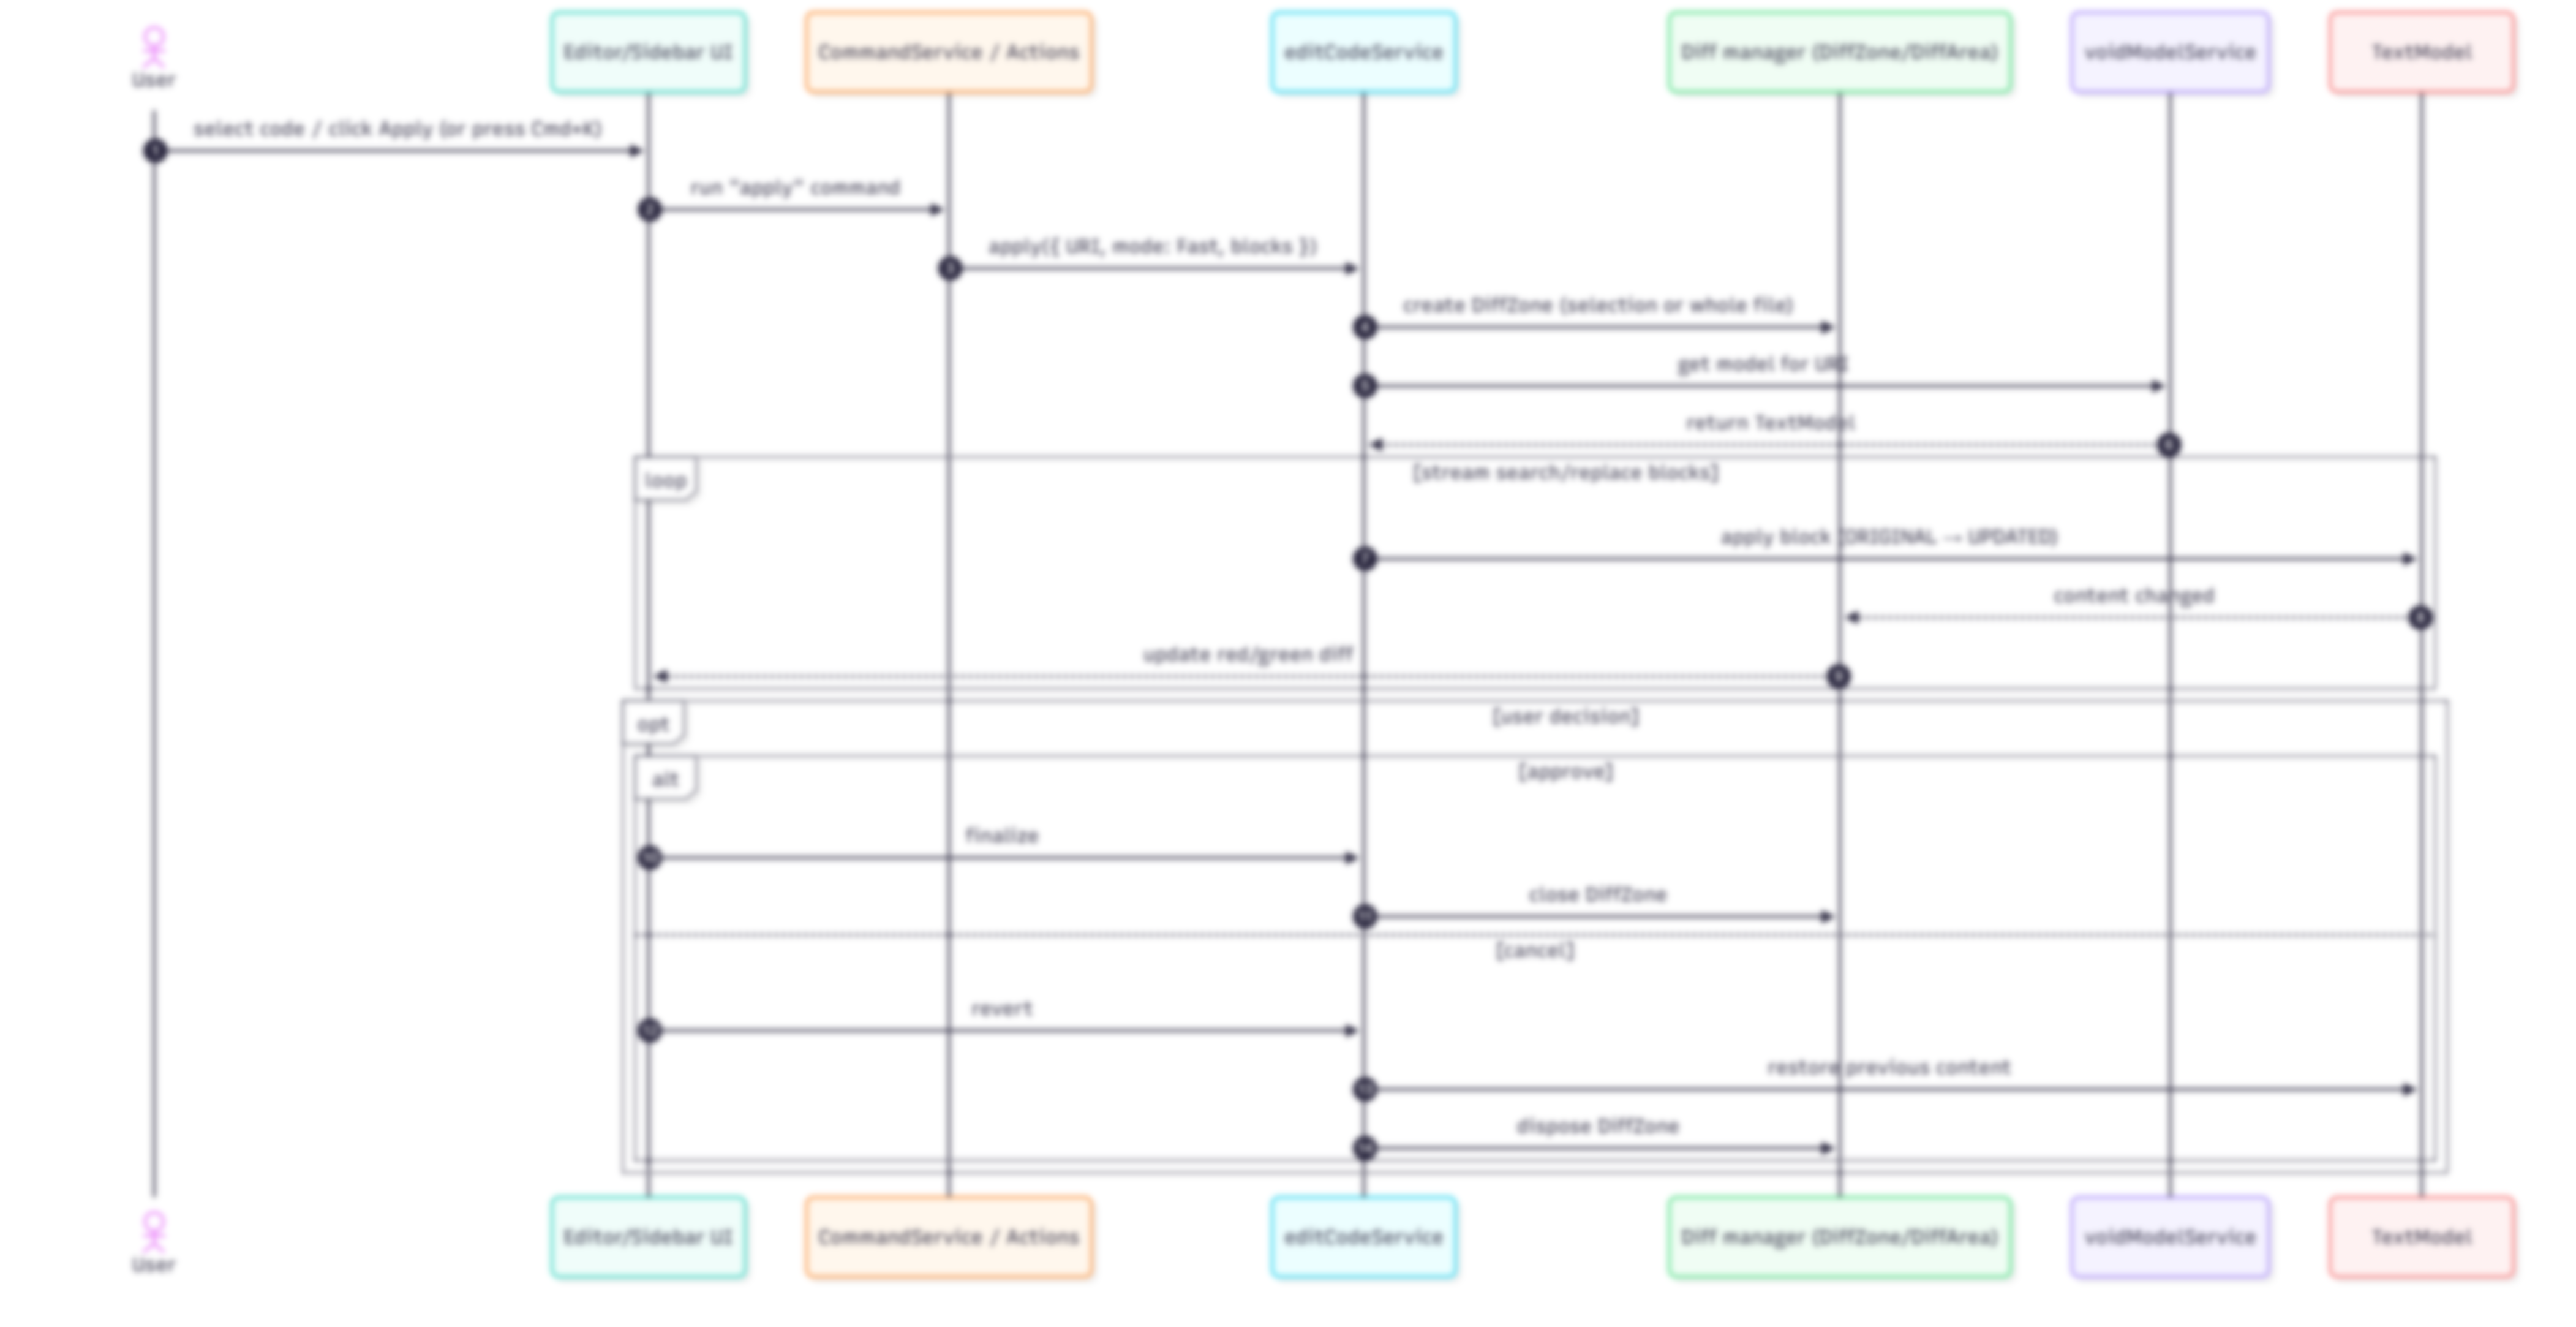 User
Editor/Sidebar UI
CommandService / Actions
editCodeService
Diff manager (DiffZone/DiffArea)
voidModelService
TextModel
select code / click Apply (or press Cmd+K)
run "apply" command
apply({ URI, mode: Fast, blocks })
create DiffZone (selection or whole file)
get model for URI
return TextModel
loop
[stream search/replace blocks]
apply block (ORIGINAL → UPDATED)
content changed
update red/green diff
opt
[user decision]
alt
[approve]
finalize
close DiffZone
[cancel]
revert
restore previous content
dispose DiffZone
Editor/Sidebar UI
CommandService / Actions
editCodeService
Diff manager (DiffZone/DiffArea)
voidModelService
TextModel
User